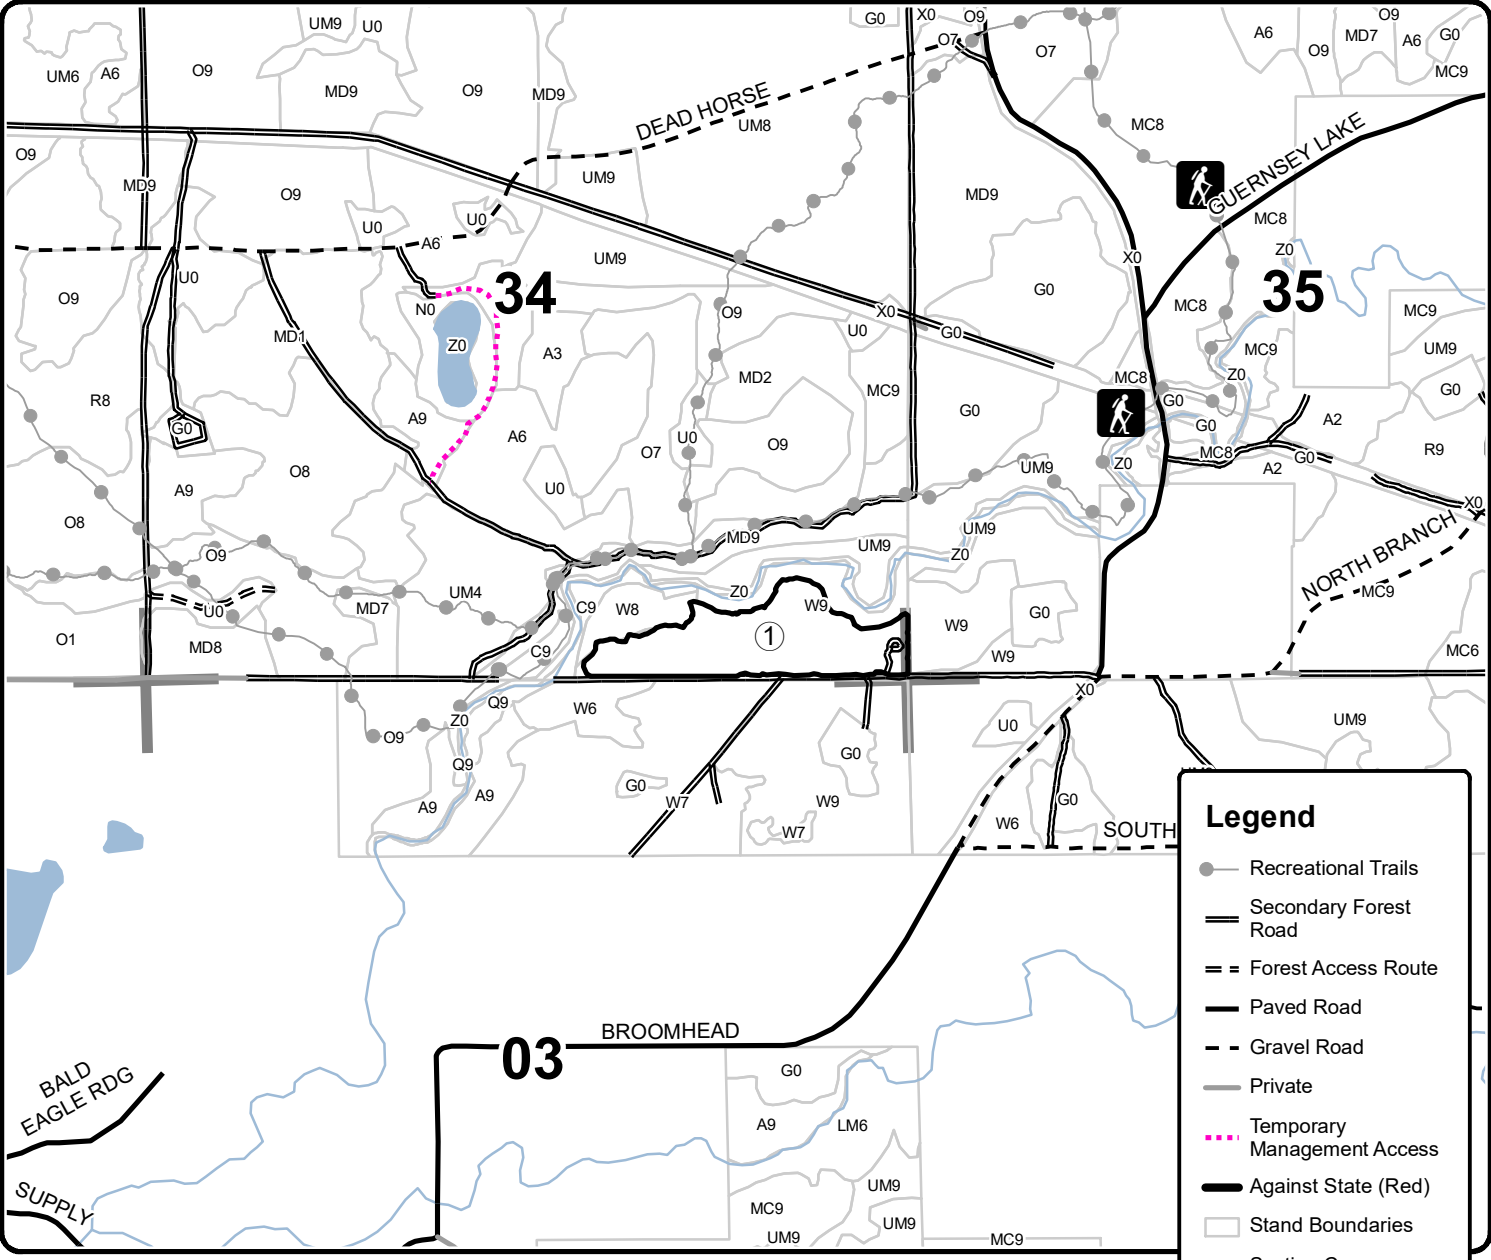 G0
X0
O9
O9
UM9
U0
O7
O7
A6
O9
MD7
A6
G0
MC9
UM6
A6
O9
MD9
O9
MD9
DEAD HORSE
UM8
MC8
GUERNSEY LAKE
O9
MD9
O9
UM9
MD9
U0
U0
A6
MC8
Z0
X0
UM9
U0
O9
34
35
G0
N0
MC8
MC9
X0
O9
U0
G0
MD1
Z0
A3
MC9
UM9
MD2
MC8
Z0
R8
MC9
G0
G0
A9
G0
G0
A2
G0
A6
O7
U0
O9
MC8
G0
R9
O8
A9
U0
UM9
Z0
A2
X0
O8
UM9
NORTH BRANCH
MD9
UM9
Z0
O9
UM4
MC9
Z0
U0
MD7
C9
W8
W9
G0
1
W9
O1
MD8
C9
W9
MC6
X0
Q9
W6
Z0
U0
UM9
O9
Q9
G0
G0
A9
A9
W7
W9
G0
W7
W6
SOUTH
Legend
Recreational Trails
Secondary Forest
Road
Forest Access Route
Paved Road
Gravel Road
Private
Temporary
Management Access
Against State (Red)
Stand Boundaries
BROOMHEAD
03
G0
BALD
EAGLE RDG
A9
LM6
SUPPLY
UM9
MC9
UM9
UM9
MC9